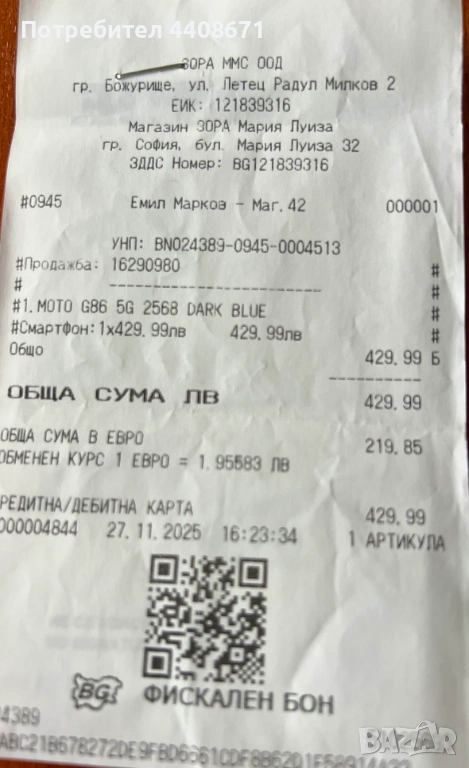 Потребител 4408671
ЗОРА ММС ООД
гр. Божурище, ул. Летец Радул Милков 2
ЕИК: 121839316
Магазин ЗОРА Мария Луиза
гр. София, бул. Мария Луиза 32
ЗДДС Номер: BG121839316
#0945 Емил Марков - Маг.42 000001
УНП: BN024389-0945-0004513
#Продажба: 16290980 #
# ---------------------- #
#1. MOTO G86 5G 2568 DARK BLUE #
#Смартфон: 1x429.99лв 429.99лв #
Общо 429.99 Б
ОБЩА СУМА ЛВ 429.99
ОБЩА СУМА В ЕВРО 219.85
ОБМЕНЕН КУРС 1 ЕВРО = 1.95583 ЛВ
РЕДИТНА/ДЕБИТНА КАРТА 429.99
000004844 27.11.2025 16:23:34 1 АРТИКУЛА
BG
ФИСКАЛЕН БОН
4389
BAZAR